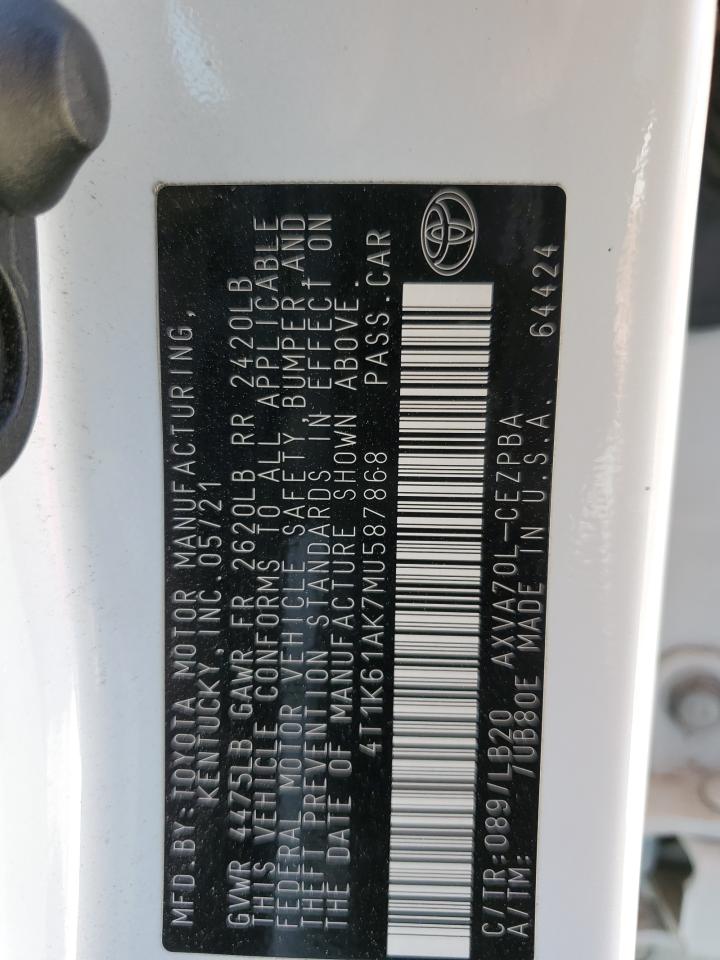 MFD. BY: TOYOTA MOTOR MANUFACTURING,
KENTUCKY, INC. 05/21
GVWR 4475LB GAWR FR 2620LB RR 2420LB
THIS VEHICLE CONFORMS TO ALL APPLICABLE
FEDERAL MOTOR VEHICLE SAFETY, BUMPER, AND
THEFT PREVENTION STANDARDS IN EFFECT ON
THE DATE OF MANUFACTURE SHOWN ABOVE.
4T1K61AK7MU587868 PASS.CAR
C/TR: 089/LB20 AXVA70L-CEZPBA
A/TM: 7UB80E MADE IN U.S.A. 64424